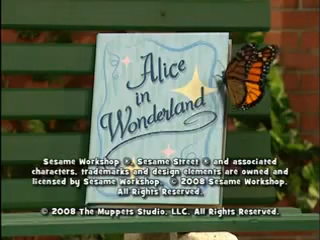 Alice
in
Wonderland
Sesame Workshop ®, Sesame Street ® and associated
characters, trademarks and design elements are owned and
licensed by Sesame Workshop. © 2008 Sesame Workshop.
All Rights Reserved.
© 2008 The Muppets Studio, LLC. All Rights Reserved.